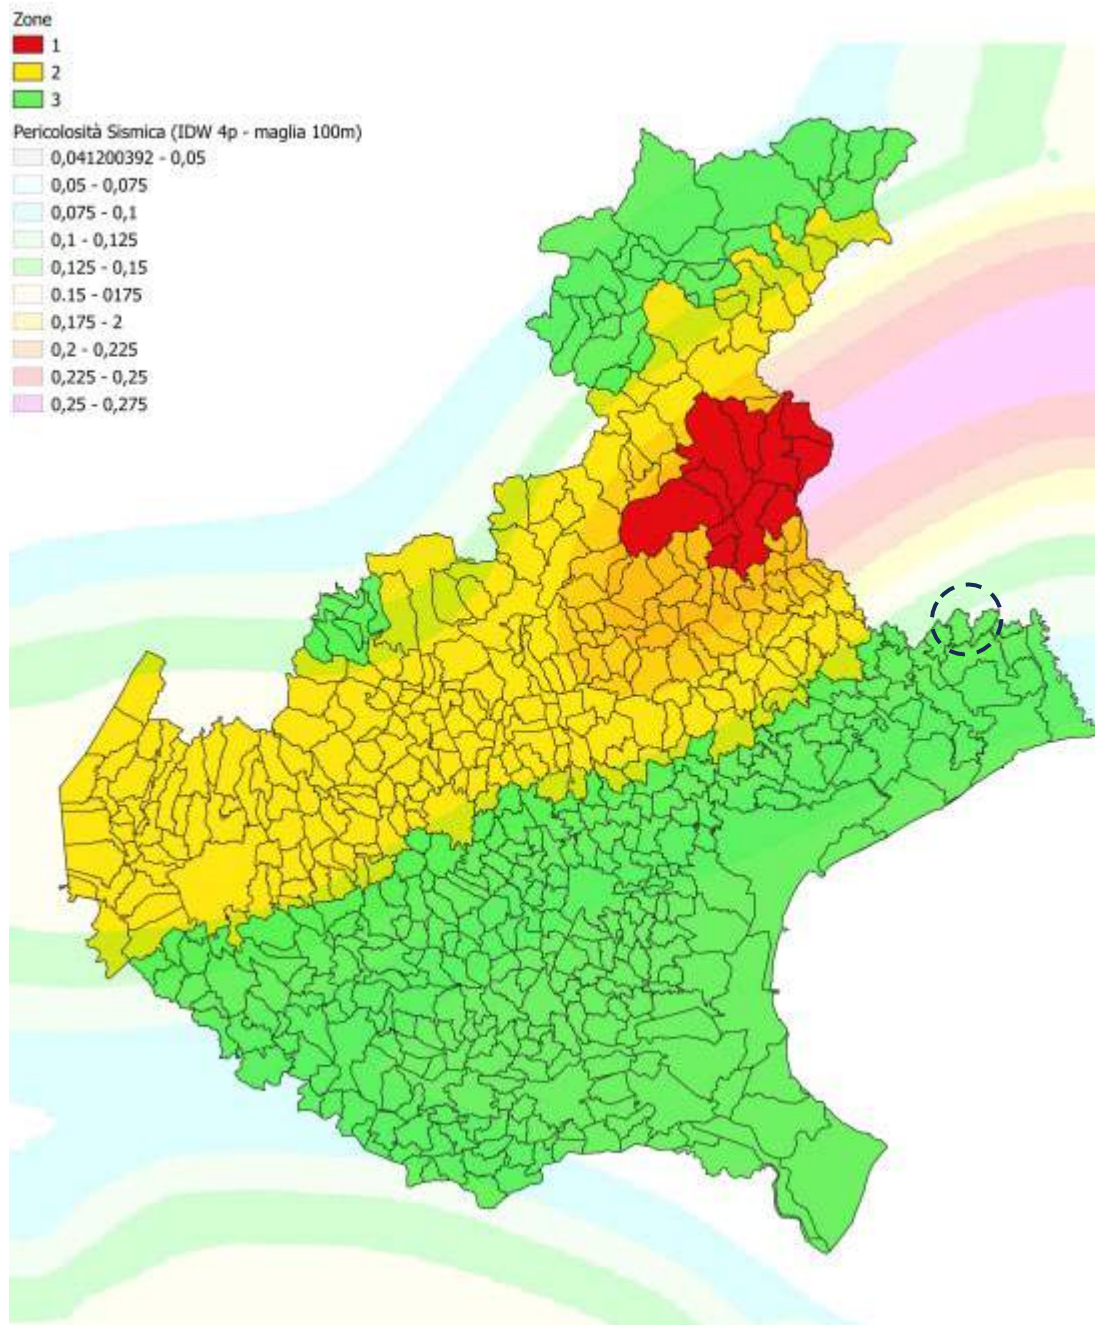 Zone
1
2
3
Pericolosità Sismica (IDW 4p - maglia 100m)
0,041200392 - 0,05
0,05 - 0,075
0,075 - 0,1
0,1 - 0,125
0,125 - 0,15
0.15 - 0175
0,175 - 2
0,2 - 0,225
0,225 - 0,25
0,25 - 0,275